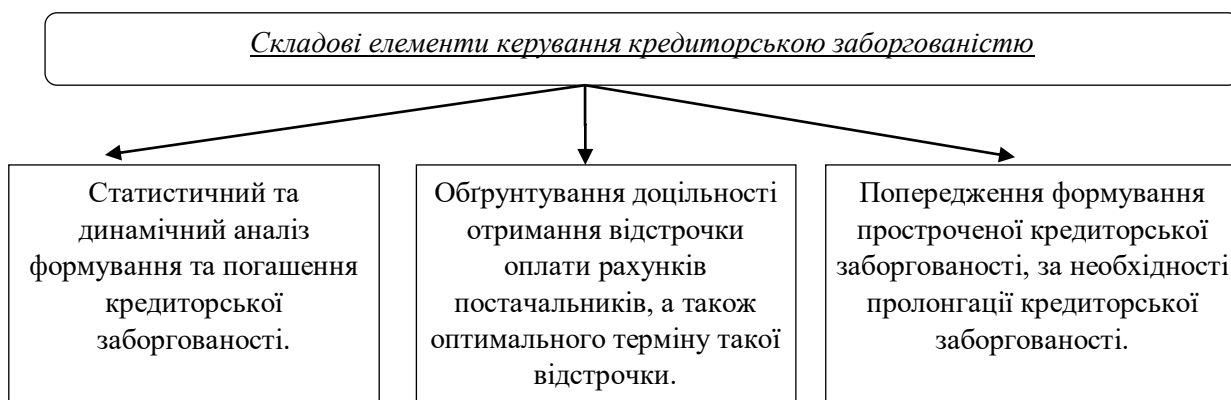 Складові елементи керування кредиторською заборгованістю
Статистичний та
динамічний аналіз
формування та погашення
кредиторської
заборгованості.
Обґрунтування доцільності
отримання відстрочки
оплати рахунків
постачальників, а також
оптимального терміну такої
відстрочки.
Попередження формування
простроченої кредиторської
заборгованості, за необхідності
пролонгації кредиторської
заборгованості.